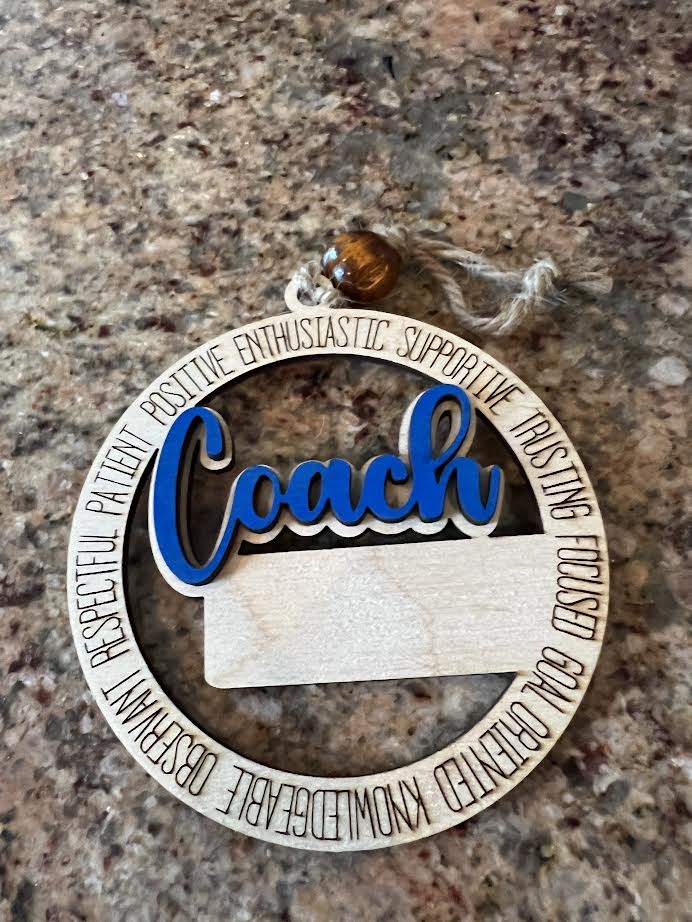 RESPECTFUL PATIENT POSITIVE ENTHUSIASTIC SUPPORTIVE TRUSTING FOCUSED GOAL ORIENTED KNOWLEDGEABLE OBSERVANT
Coach